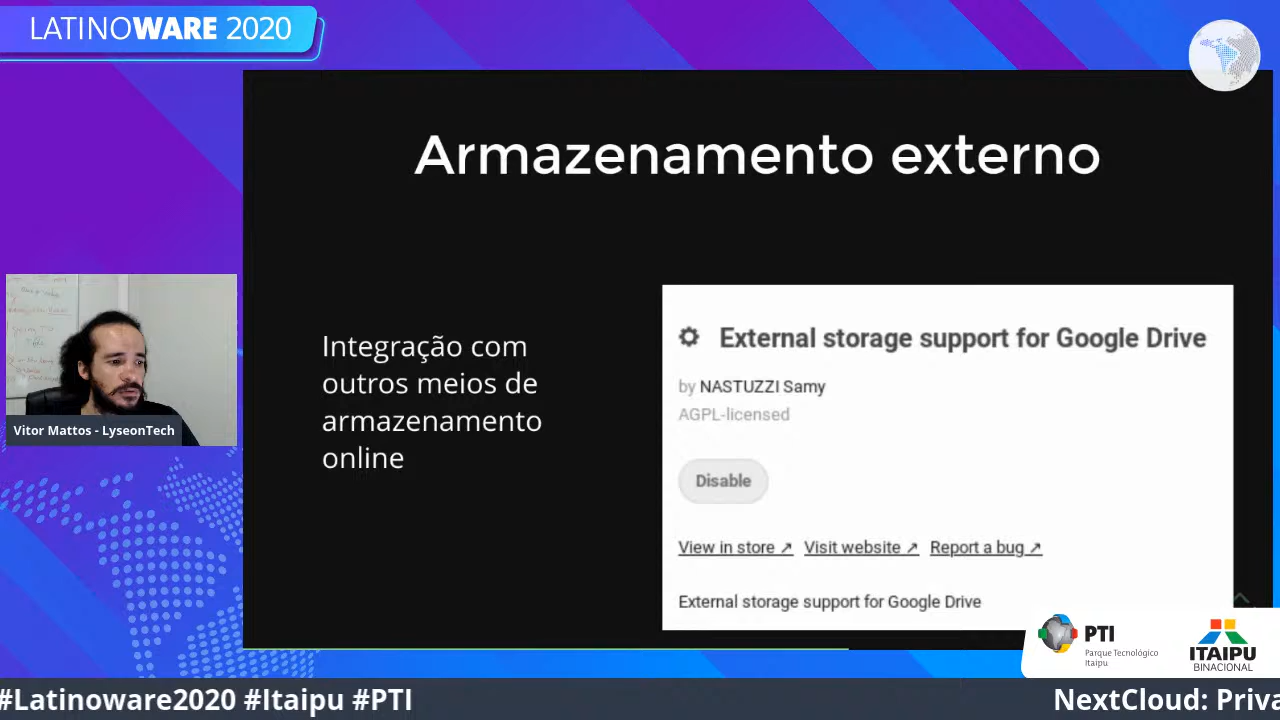 LATINOWARE 2020
Armazenamento externo
Integração com
outros meios de
armazenamento
online
External storage support for Google Drive
by NASTUZZI Samy
AGPL-licensed
Disable
View in store ↗ Visit website ↗ Report a bug ↗
External storage support for Google Drive
Vitor Mattos - LyseonTech
PTI
Parque Tecnológico
Itaipu
ITAIPU
BINACIONAL
#Latinoware2020 #Itaipu #PTI
NextCloud: Priva